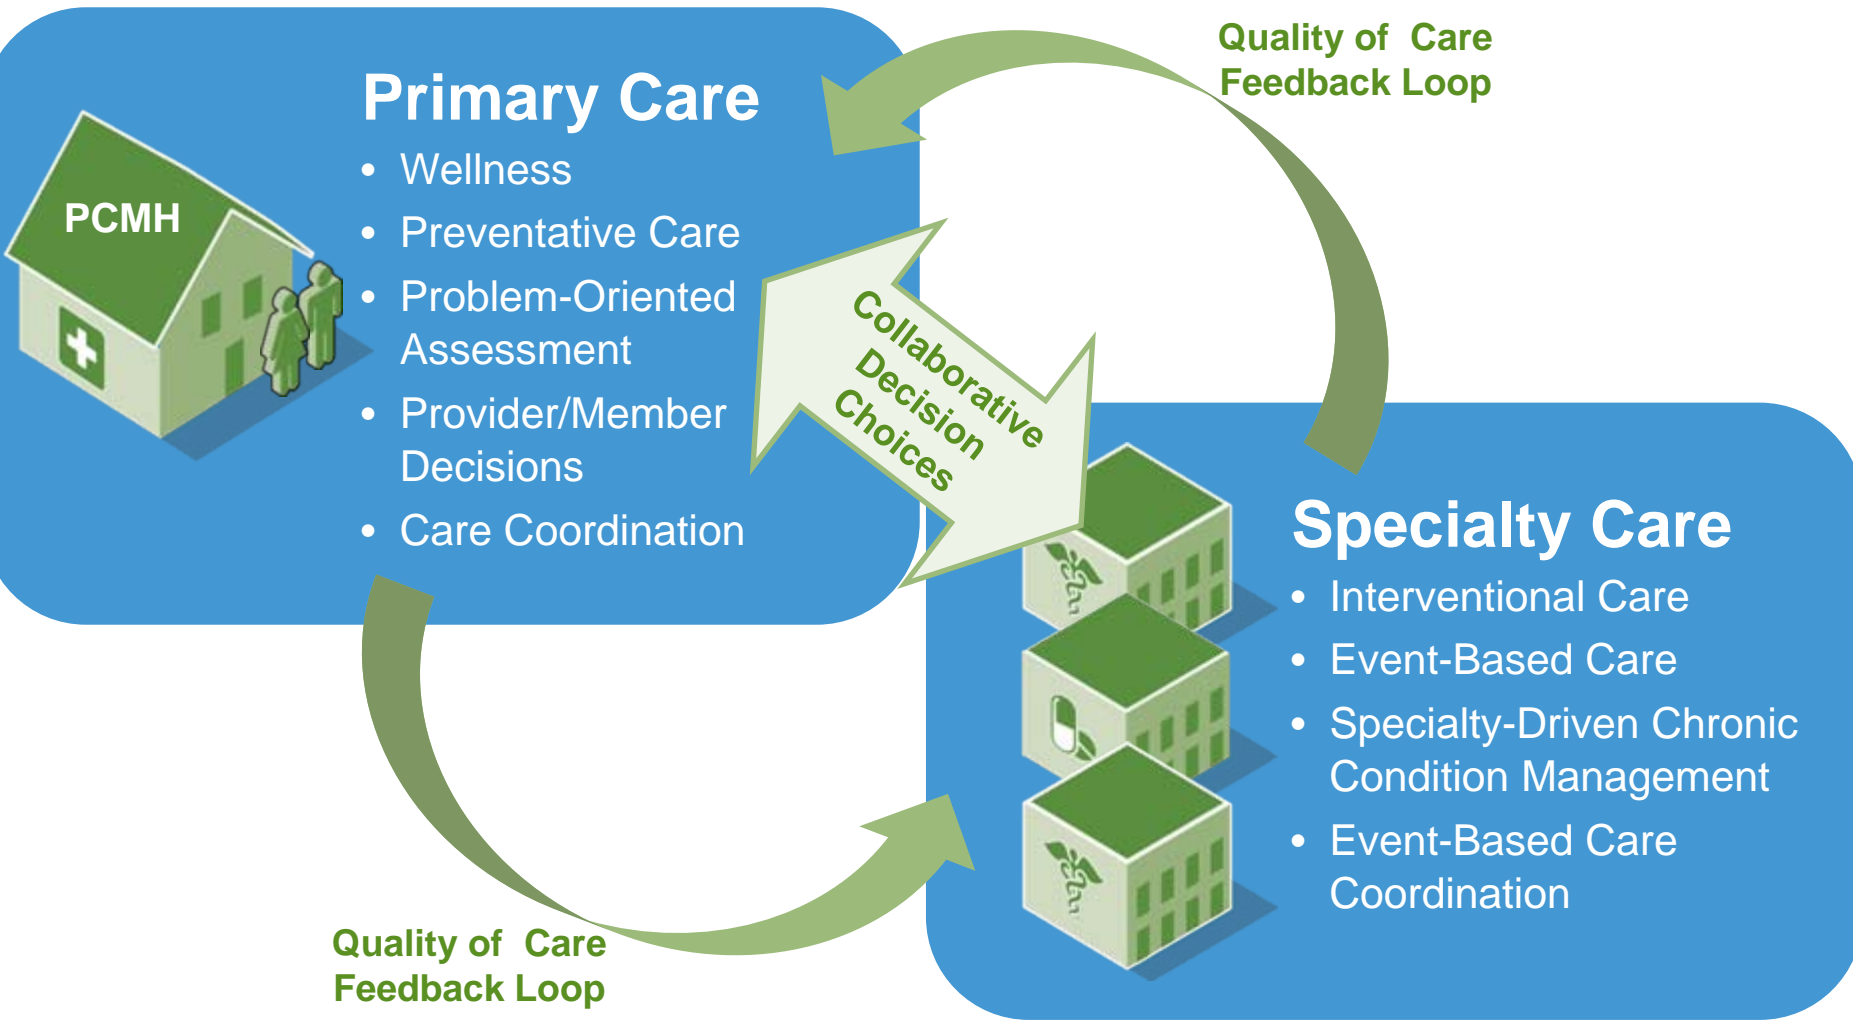 Quality of  Care
Feedback Loop
Primary Care
PCMH
• Wellness
• Preventative Care
• Problem-Oriented
Assessment
• Provider/Member
Decisions
• Care Coordination
Collaborative
Decision
Choices
Specialty Care
• Interventional Care
• Event-Based Care
• Specialty-Driven Chronic
Condition Management
• Event-Based Care
Coordination
Quality of  Care
Feedback Loop